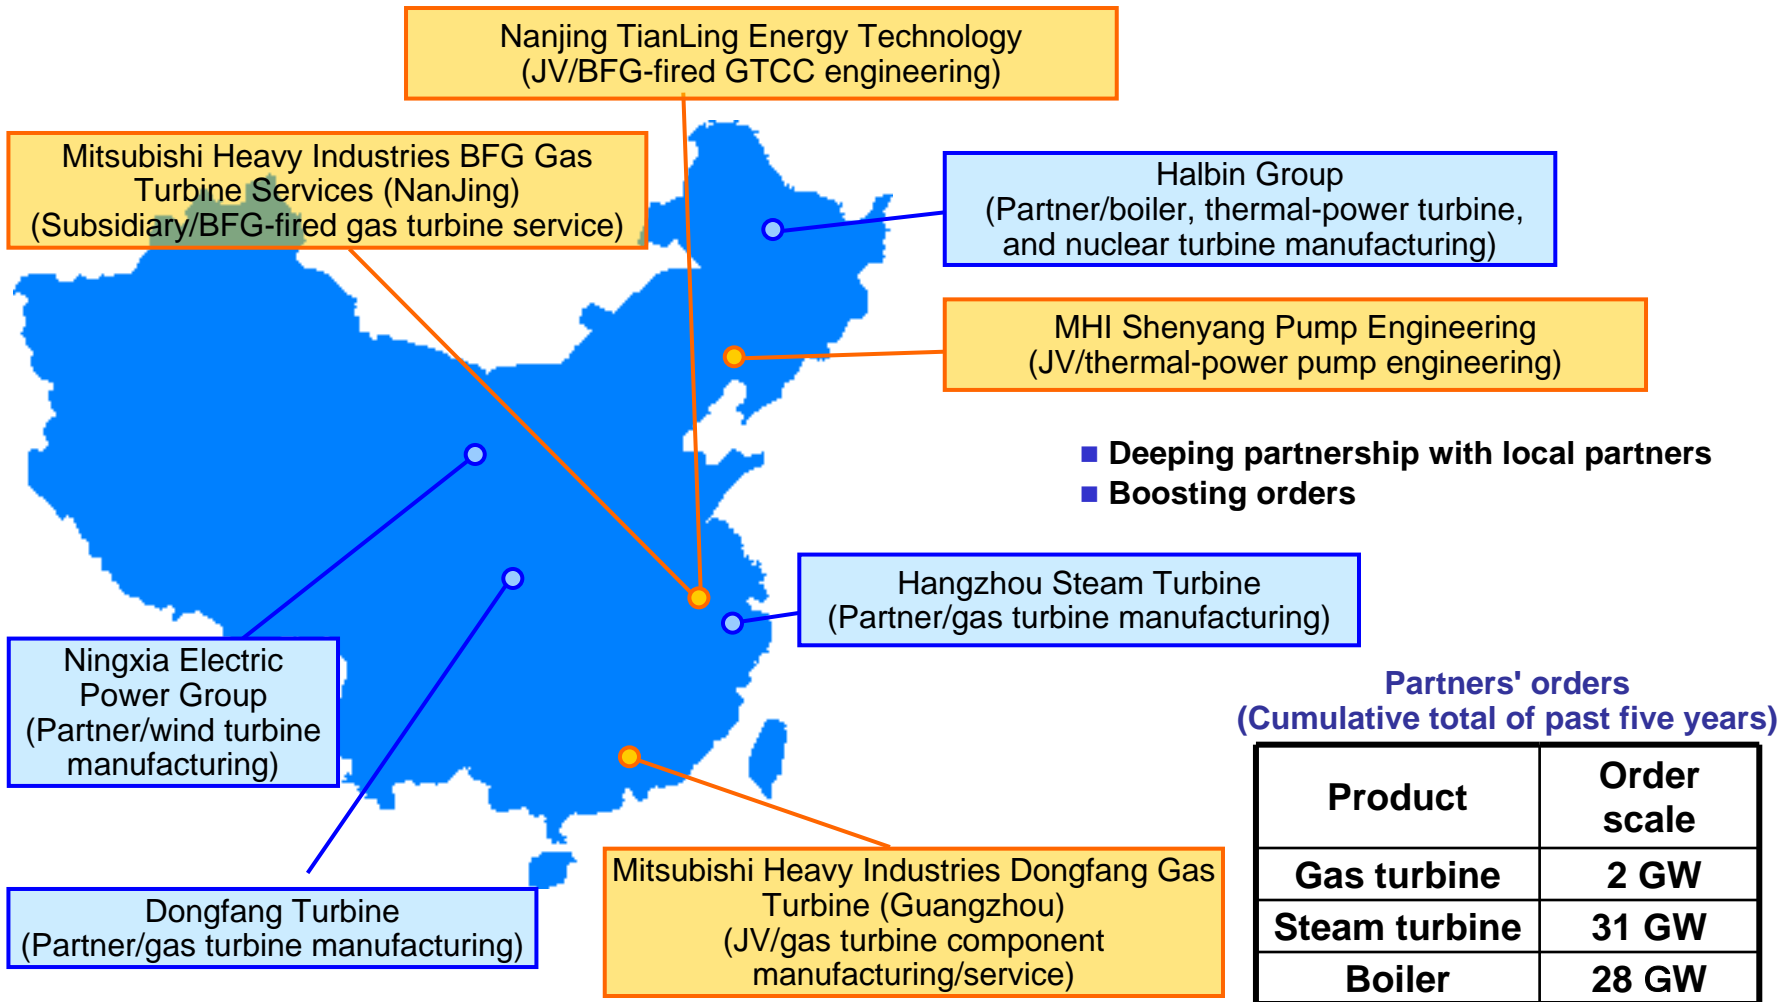 Nanjing TianLing Energy Technology
(JV/BFG-fired GTCC engineering)
Mitsubishi Heavy Industries BFG Gas
Turbine Services (NanJing)
(Subsidiary/BFG-fired gas turbine service)
Halbin Group
(Partner/boiler, thermal-power turbine,
and nuclear turbine manufacturing)
MHI Shenyang Pump Engineering
(JV/thermal-power pump engineering)
■ Deeping partnership with local partners
■ Boosting orders
Hangzhou Steam Turbine
(Partner/gas turbine manufacturing)
Ningxia Electric
Power Group
(Partner/wind turbine
manufacturing)
Dongfang Turbine
(Partner/gas turbine manufacturing)
Mitsubishi Heavy Industries Dongfang Gas
Turbine (Guangzhou)
(JV/gas turbine component
manufacturing/service)
Partners' orders
(Cumulative total of past five years)
Product
Order
scale
Gas turbine 2 GW
Steam turbine 31 GW
Boiler 28 GW